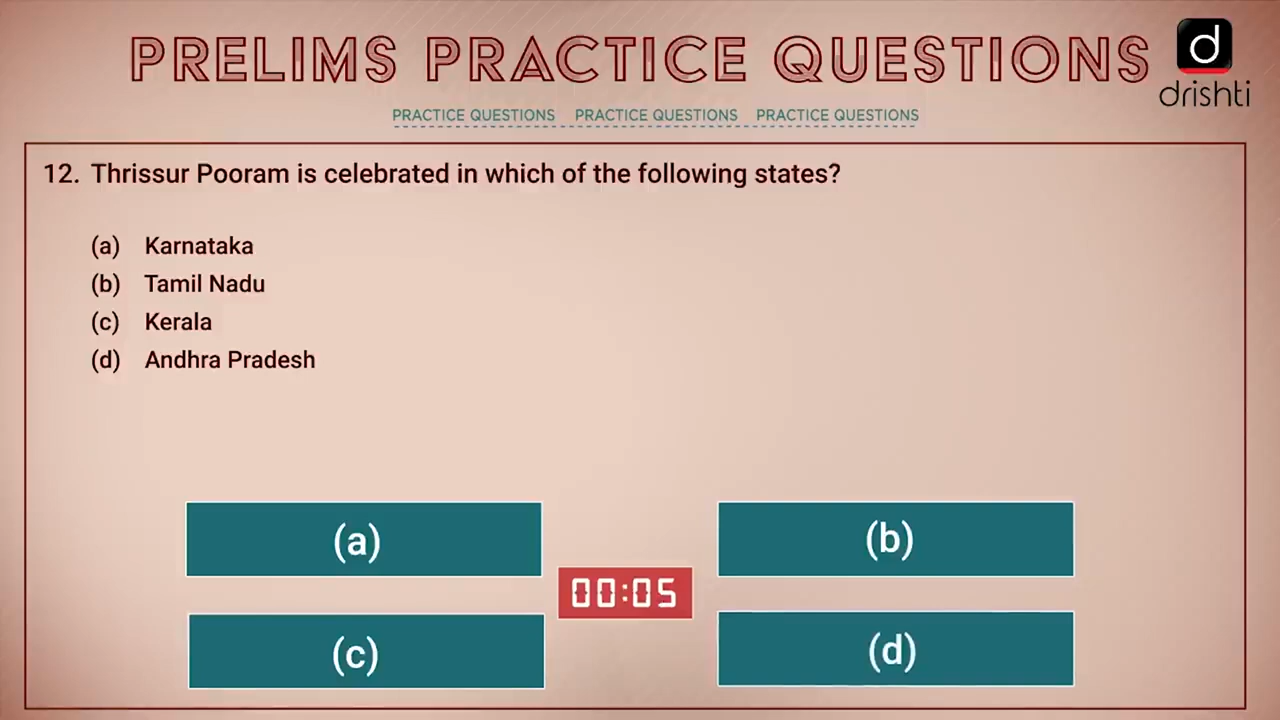 PRELIMS PRACTICE QUESTIONS
d
drishti
PRACTICE QUESTIONS PRACTICE QUESTIONS PRACTICE QUESTIONS
12. Thrissur Pooram is celebrated in which of the following states?
(a) Karnataka
(b) Tamil Nadu
(c) Kerala
(d) Andhra Pradesh
(a)
(b)
00:05
(c)
(d)